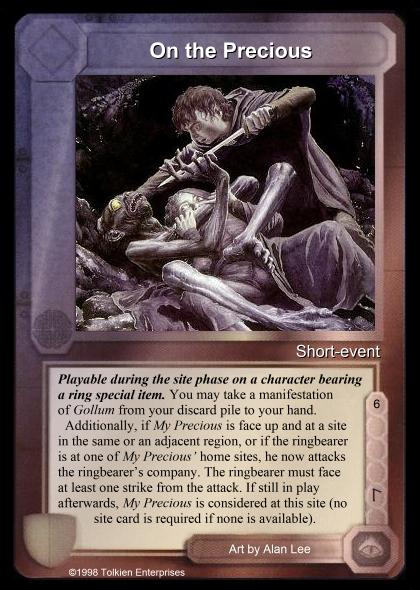 On the Precious
Short-event
Playable during the site phase on a character bearing
a ring special item. You may take a manifestation
of Gollum from your discard pile to your hand.
Additionally, if My Precious is face up and at a site
in the same or an adjacent region, or if the ringbearer
is at one of My Precious' home sites, he now attacks
the ringbearer's company. The ringbearer must face
at least one strike from the attack. If still in play
afterwards, My Precious is considered at this site (no
site card is required if none is available).
6
Art by Alan Lee
©1998 Tolkien Enterprises